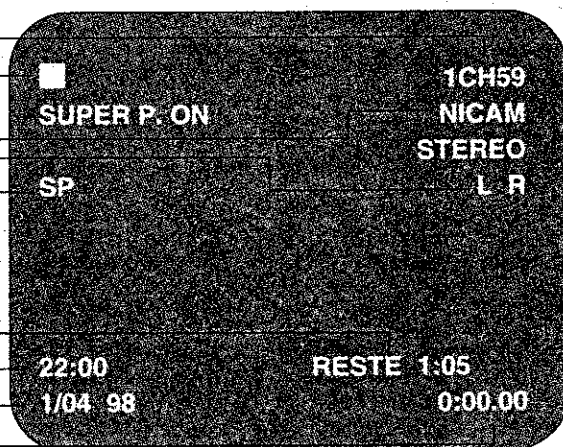 1CH59
SUPER P. ON NICAM
STEREO
SP L R
22:00 RESTE 1:05
1/04 98 0:00.00